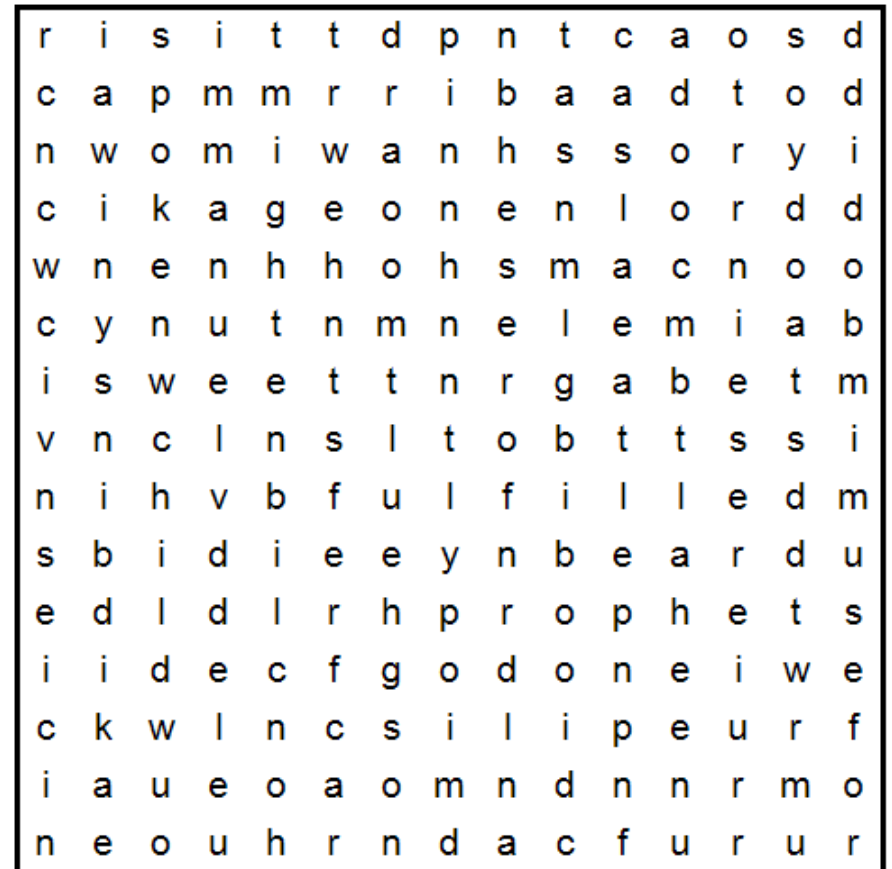 r i s i t t d p n t c a o s d
c a p m m r r i b a a d t o d
n w o m i w a n h s s o r y i
c i k a g e o n e n l o r d d
w n e n h h o h s m a c n o o
c y n u t n m n e l e m i a b
i s w e e t t n r g a b e t m
v n c l n s l t o b t t s s i
n i h v b f u l f i l l e d m
s b i d i e e y n b e a r d u
e d l d l r h p r o p h e t s
i i d e c f g o d o n e i w e
c k w l n c s i l i p e u r f
i a u e o a o m n d n n r m o
n e o u h r n d a c f u r u r